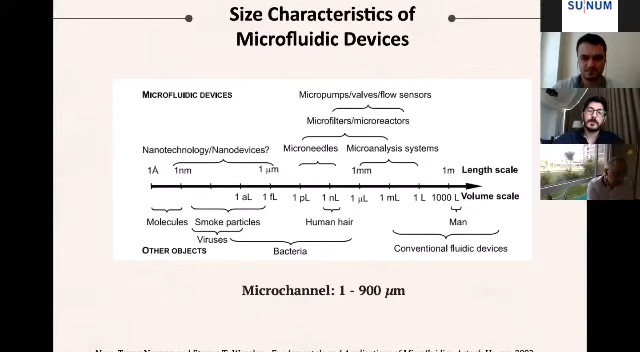 Size Characteristics of
Microfluidic Devices
SU NUM
MICROFLUIDIC DEVICES
Micropumps/valves/flow sensors
Microfilters/microreactors
Nanotechnology/Nanodevices?
Microneedles
Microanalysis systems
1Å 1nm 1 μm 1mm 1m Length scale
1 aL 1 fL 1 pL 1 nL 1 μL 1 mL 1 L 1000 L Volume scale
Molecules Smoke particles Human hair Man
Viruses
OTHER OBJECTS
Bacteria
Conventional fluidic devices
Microchannel: 1 - 900 μm